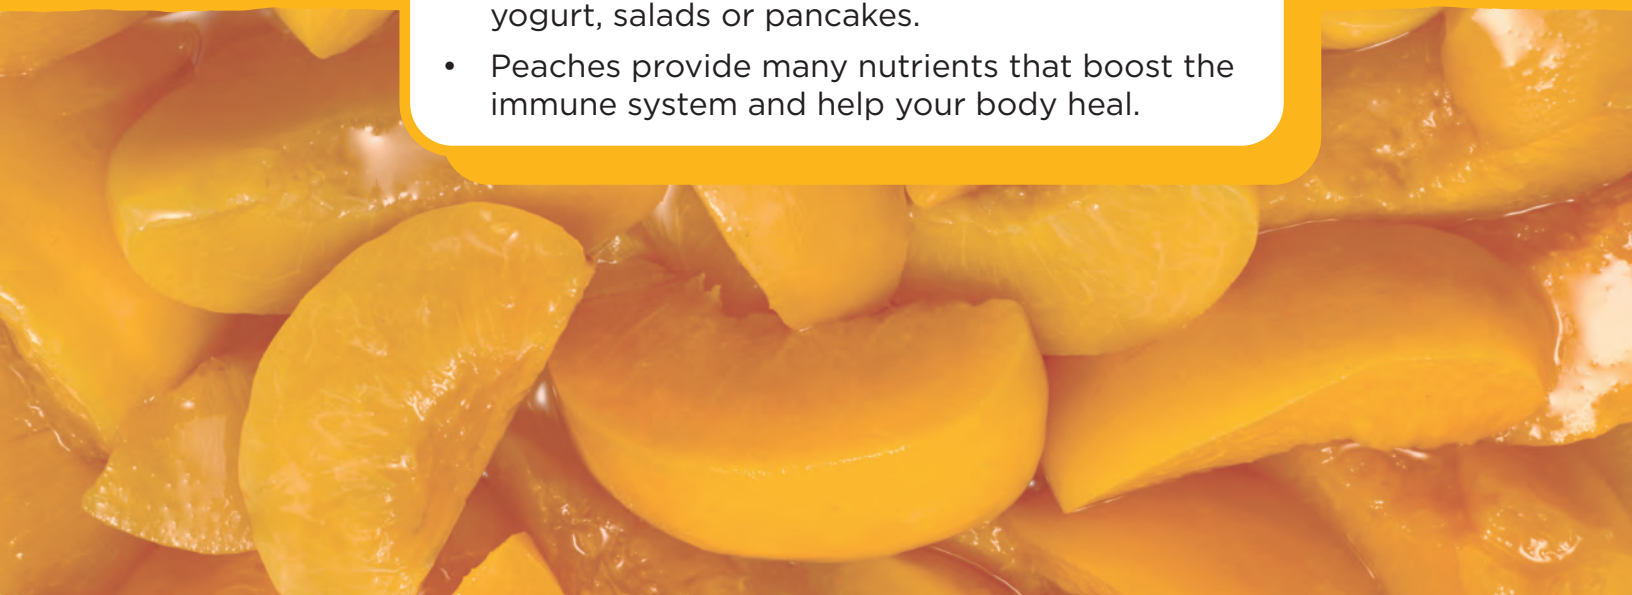 yogurt, salads or pancakes.
• Peaches provide many nutrients that boost the
immune system and help your body heal.